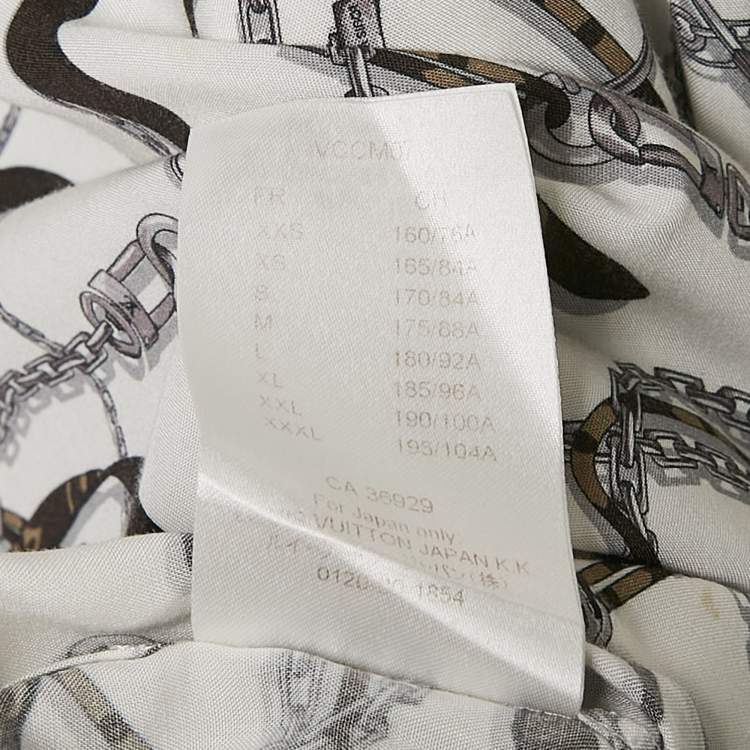 VCCM07
FR CH
XXS 160/76A
XS 165/84A
S 170/84A
M 175/88A
L 180/92A
XL 185/96A
XXL 190/100A
XXXL 195/104A
CA 36929
For Japan only
VUITTON JAPAN K.K.
1854